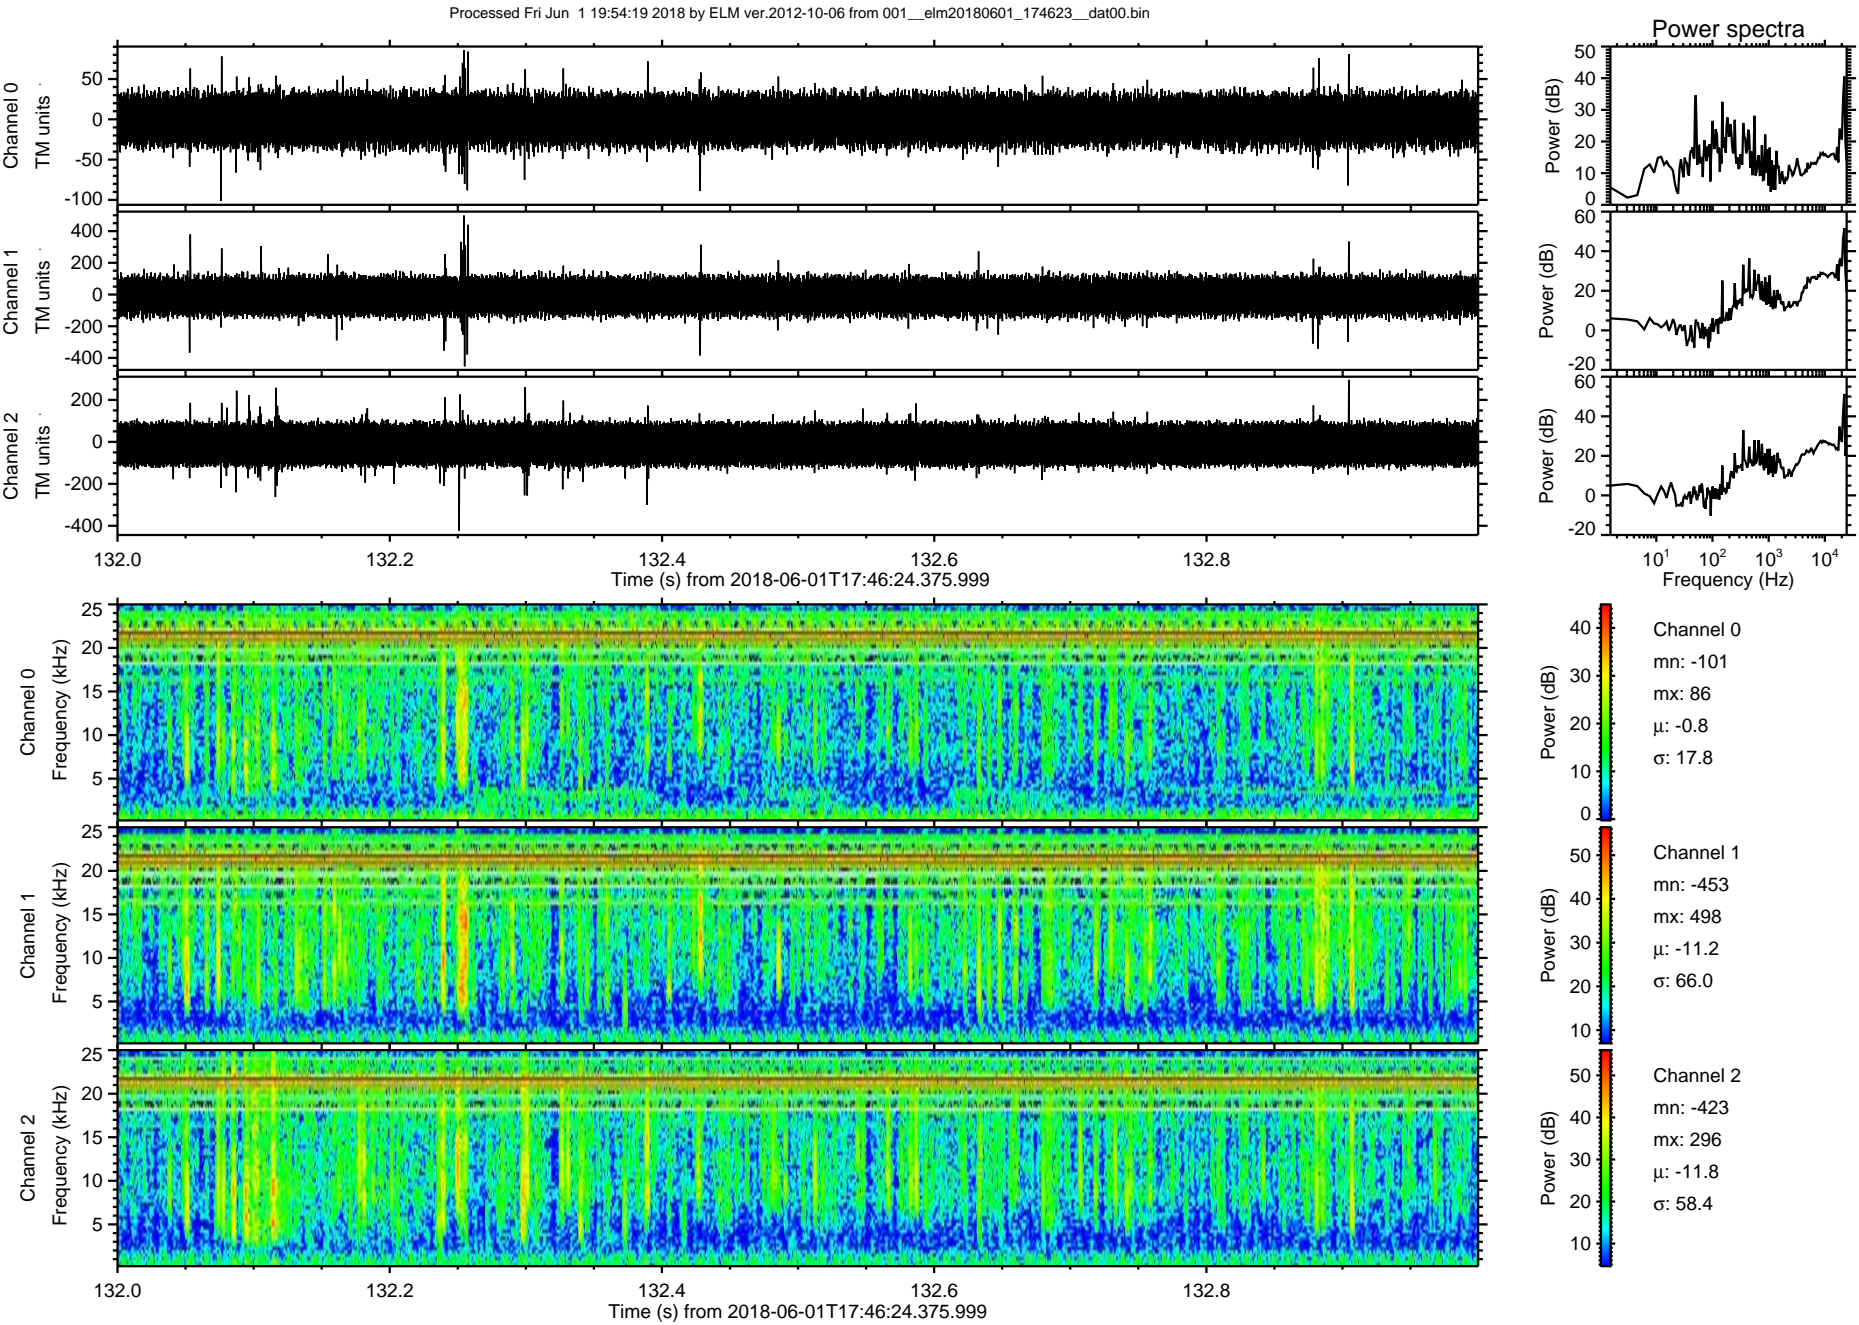 Processed Fri Jun  1 19:54:19 2018 by ELM ver.2012-10-06 from 001__elm20180601_174623__dat00.bin
Power spectra
Channel 0
TM units
50
0
-50
-100
Power (dB)
50
40
30
20
10
0
Channel 1
TM units
400
200
0
-200
-400
Power (dB)
60
40
20
0
-20
Channel 2
TM units
200
0
-200
-400
Power (dB)
60
40
20
0
-20
132.0 132.2 132.4 132.6 132.8
Time (s) from 2018-06-01T17:46:24.375.999
10¹ 10² 10³ 10⁴
Frequency (Hz)
Channel 0
Frequency (kHz)
25
20
15
10
5
Power (dB)
40
30
20
10
0
Channel 0
mn: -101
mx: 86
μ: -0.8
σ: 17.8
Channel 1
Frequency (kHz)
25
20
15
10
5
Power (dB)
50
40
30
20
10
Channel 1
mn: -453
mx: 498
μ: -11.2
σ: 66.0
Channel 2
Frequency (kHz)
25
20
15
10
5
Power (dB)
50
40
30
20
10
Channel 2
mn: -423
mx: 296
μ: -11.8
σ: 58.4
132.0 132.2 132.4 132.6 132.8
Time (s) from 2018-06-01T17:46:24.375.999